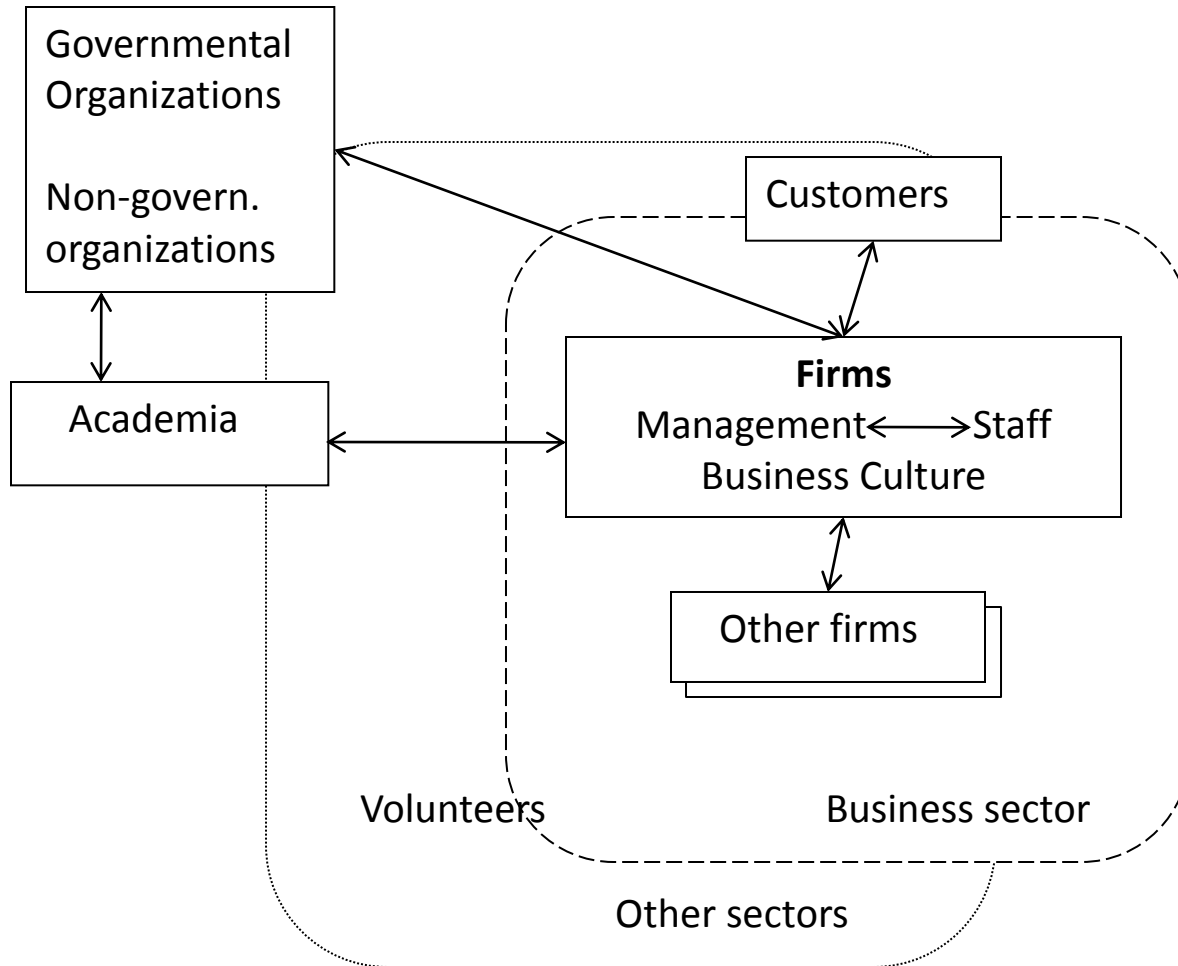 Governmental
Organizations
Non-govern.
organizations
Customers
Firms
Management Staff
Business Culture
Academia
Other firms
Volunteers
Business sector
Other sectors